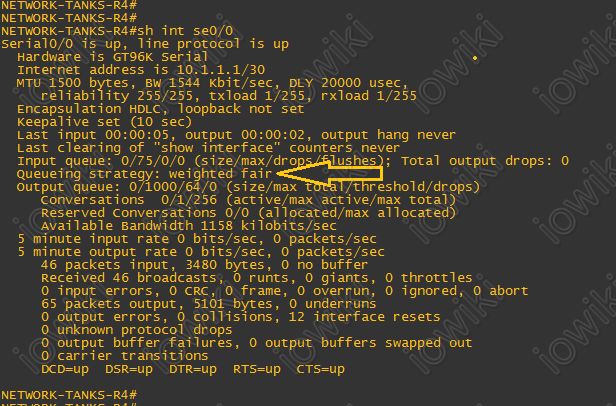 NETWORK-TANKS-R4#
NETWORK-TANKS-R4#
NETWORK-TANKS-R4#sh int se0/0
Serial0/0 is up, line protocol is up
Hardware is GT96K Serial
Internet address is 10.1.1.1/30
MTU 1500 bytes, BW 1544 Kbit/sec, DLY 20000 usec,
reliability 255/255, txload 1/255, rxload 1/255
Encapsulation HDLC, loopback not set
Keepalive set (10 sec)
Last input 00:00:05, output 00:00:02, output hang never
Last clearing of "show interface" counters never
Input queue: 0/75/0/0 (size/max/drops/flushes); Total output drops: 0
Queueing strategy: weighted fair
Output queue: 0/1000/64/0 (size/max total/threshold/drops)
Conversations 0/1/256 (active/max active/max total)
Reserved Conversations 0/0 (allocated/max allocated)
Available Bandwidth 1158 kilobits/sec
5 minute input rate 0 bits/sec, 0 packets/sec
5 minute output rate 0 bits/sec, 0 packets/sec
46 packets input, 3480 bytes, 0 no buffer
Received 46 broadcasts, 0 runts, 0 giants, 0 throttles
0 input errors, 0 CRC, 0 frame, 0 overrun, 0 ignored, 0 abort
65 packets output, 5101 bytes, 0 underruns
0 output errors, 0 collisions, 12 interface resets
0 unknown protocol drops
0 output buffer failures, 0 output buffers swapped out
0 carrier transitions
DCD=up DSR=up DTR=up RTS=up CTS=up
NETWORK-TANKS-R4#
NETWORK-TANKS-R4#